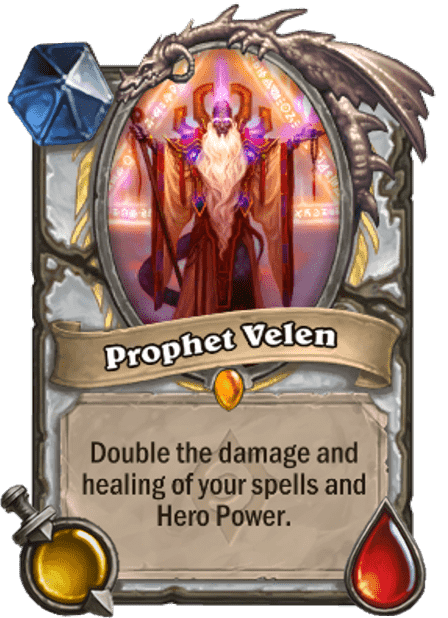 Prophet Velen
Double the damage and
healing of your spells and
Hero Power.